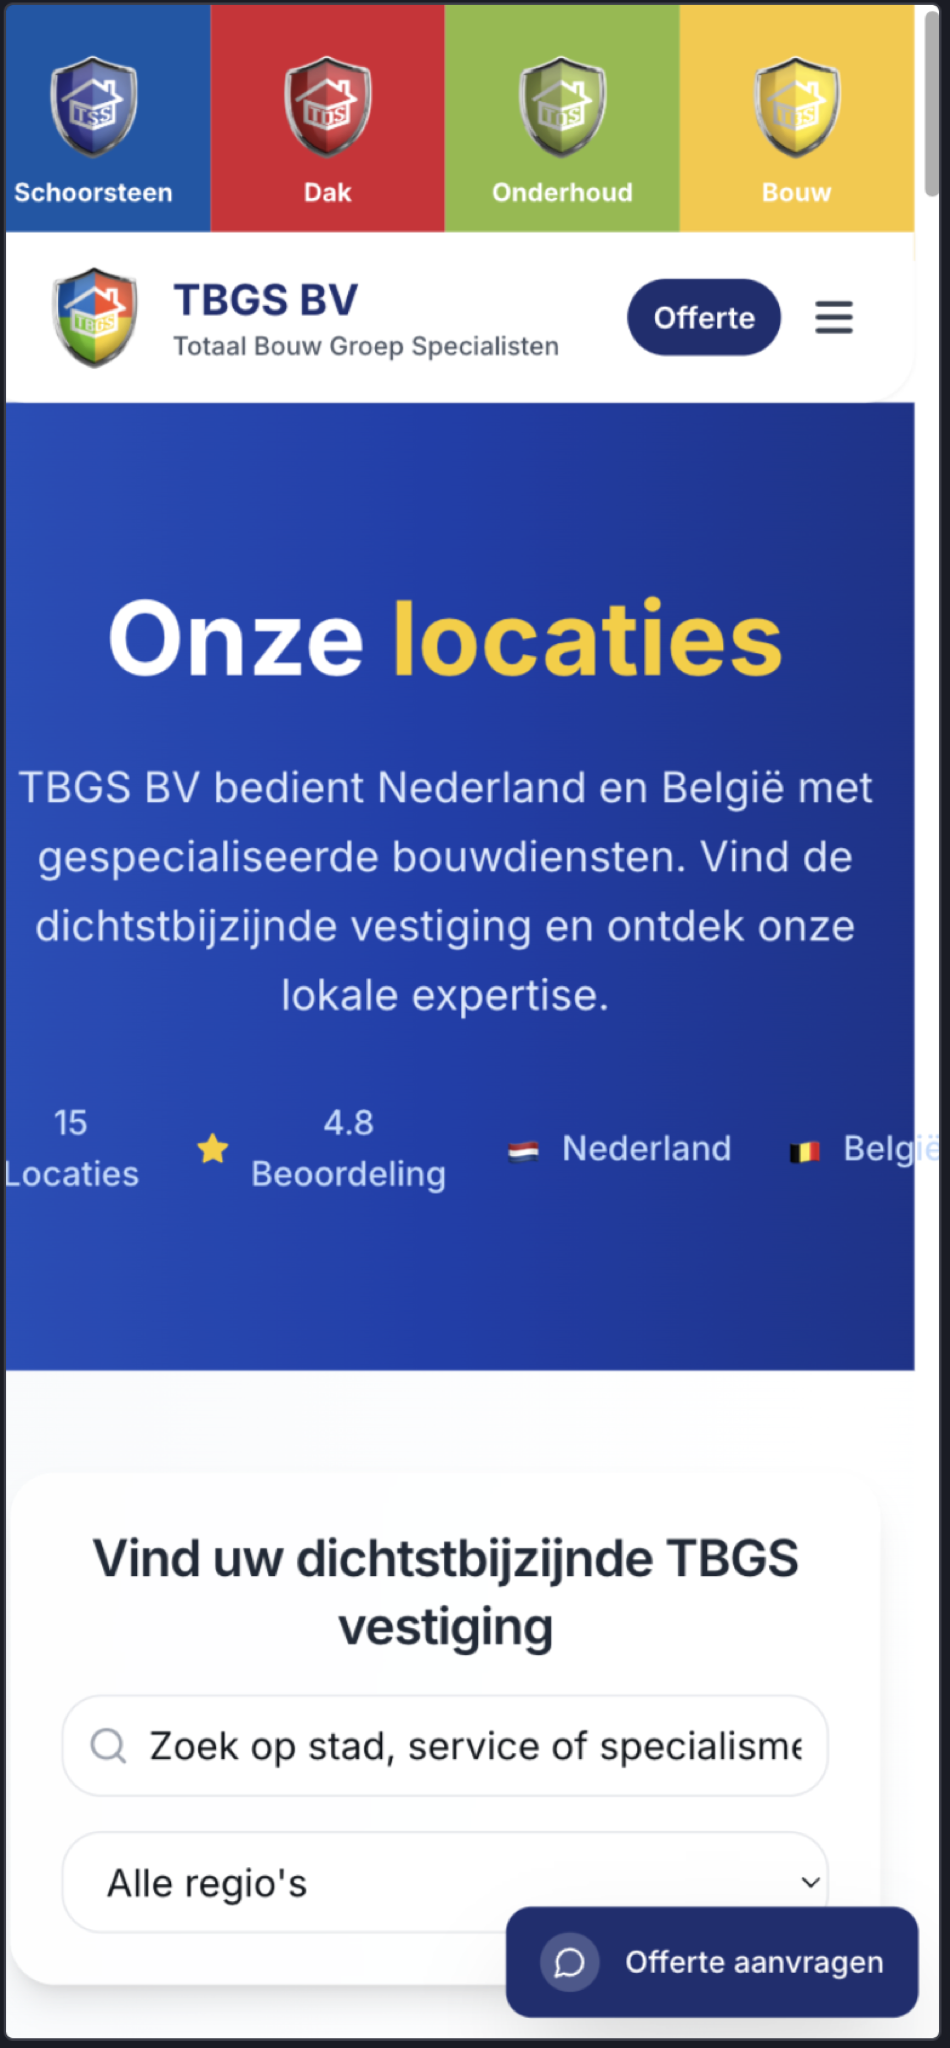 TSS
TDS
TOS
TBS
Schoorsteen
Dak
Onderhoud
Bouw
TBGS
TBGS BV
Totaal Bouw Groep Specialisten
Offerte
Onze locaties
TBGS BV bedient Nederland en België met
gespecialiseerde bouwdiensten. Vind de
dichtstbijzijnde vestiging en ontdek onze
lokale expertise.
15
Locaties
4.8
Beoordeling
Nederland
België
Vind uw dichtstbijzijnde TBGS
vestiging
Zoek op stad, service of specialisme
Alle regio's
Offerte aanvragen